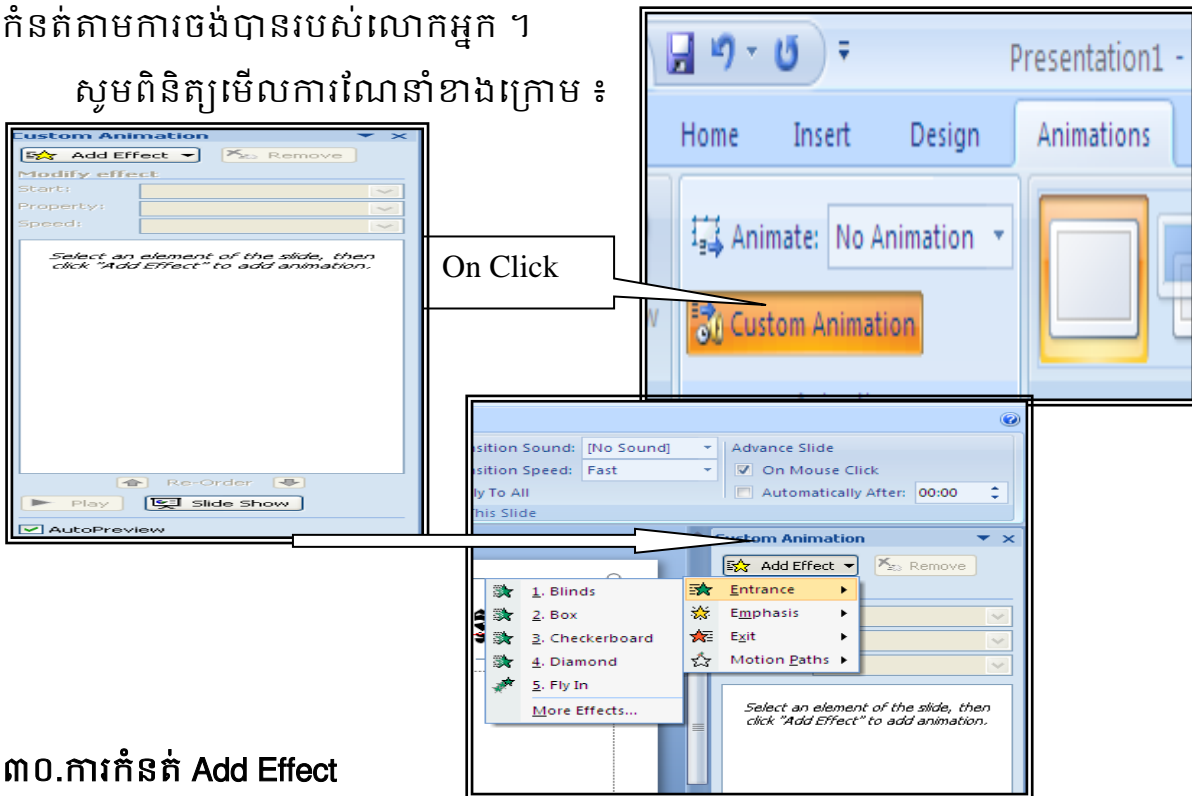 កំនត់តាមការចង់បានរបស់លោកអ្នក ។
សូមពិនិត្យមើលការណែនាំខាងក្រោម ៖
Custom Animation
Add Effect
Remove
Modify effect
Start:
Property:
Speed:
Select an element of the slide, then
click "Add Effect" to add animation.
Re-Order
Play
Slide Show
AutoPreview
On Click
Presentation1 -
Home Insert Design Animations
Animate: No Animation
Custom Animation
sition Sound: [No Sound]
sition Speed: Fast
ly To All
This Slide
Advance Slide
On Mouse Click
Automatically After: 00:00
Custom Animation
Add Effect
Remove
Entrance
Emphasis
Exit
Motion Paths
1. Blinds
2. Box
3. Checkerboard
4. Diamond
5. Fly In
More Effects...
Select an element of the slide, then
click "Add Effect" to add animation.
៣០.ការកំនត់ Add Effect